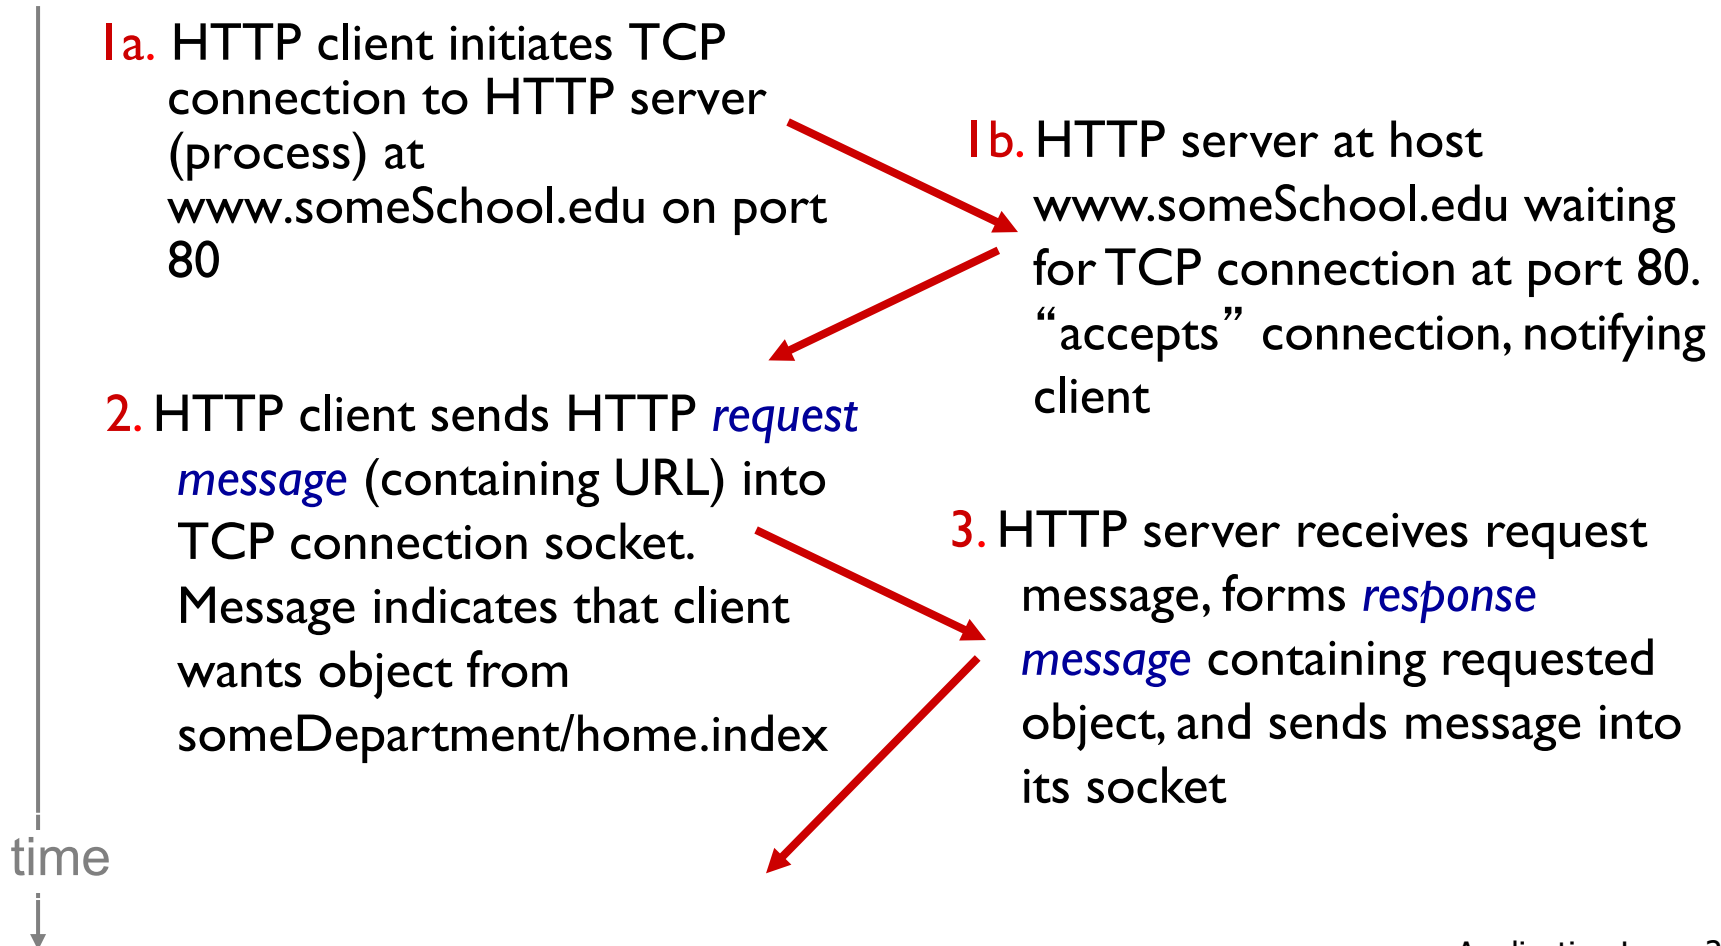 1a. HTTP client initiates TCP
connection to HTTP server
(process) at
www.someSchool.edu on port
80
1b. HTTP server at host
www.someSchool.edu waiting
for TCP connection at port 80.
“accepts” connection, notifying
client
2. HTTP client sends HTTP request
message (containing URL) into
TCP connection socket.
Message indicates that client
wants object from
someDepartment/home.index
3. HTTP server receives request
message, forms response
message containing requested
object, and sends message into
its socket
time